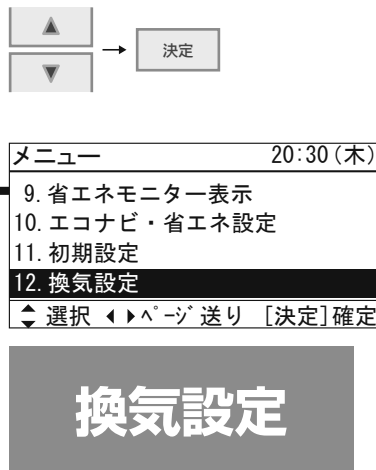 ▲
→ 決定
▼
メニュー 20:30(木)
9. 省エネモニター表示
10. エコナビ・省エネ設定
11. 初期設定
12. 換気設定
選択 ページ送り [決定]確定
換気設定